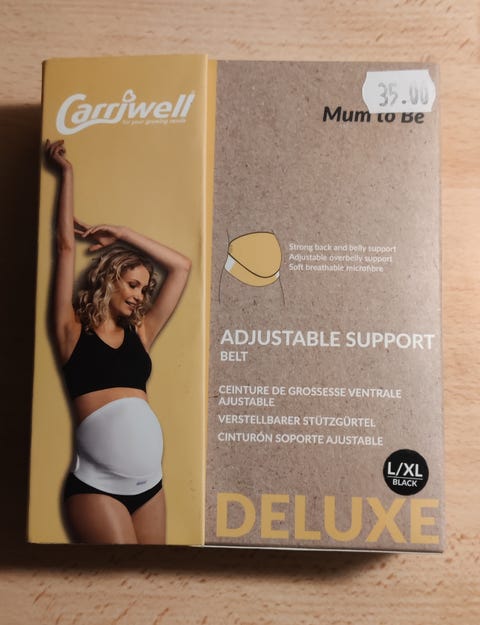 Carriwell
for your growing needs
35.00
Mum to Be
Strong back and belly support
Adjustable overbelly support
Soft breathable microfibre
ADJUSTABLE SUPPORT
BELT
CEINTURE DE GROSSESSE VENTRALE
AJUSTABLE
VERSTELLBARER STÜTZGÜRTEL
CINTURÓN SOPORTE AJUSTABLE
L/XL
BLACK
DELUXE